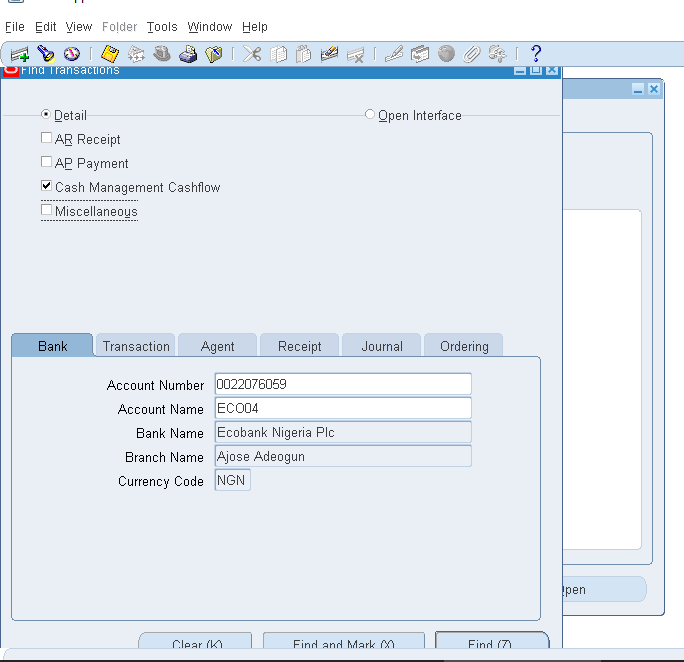 File Edit View Folder Tools Window Help
?
Find Transactions
Detail
Open Interface
AR Receipt
AP Payment
Cash Management Cashflow
Miscellaneous
Bank Transaction Agent Receipt Journal Ordering
Account Number 0022076059
Account Name ECO04
Bank Name Ecobank Nigeria Plc
Branch Name Ajose Adeogun
Currency Code NGN
Open
Clear (K) Find and Mark (X) Find (Z)